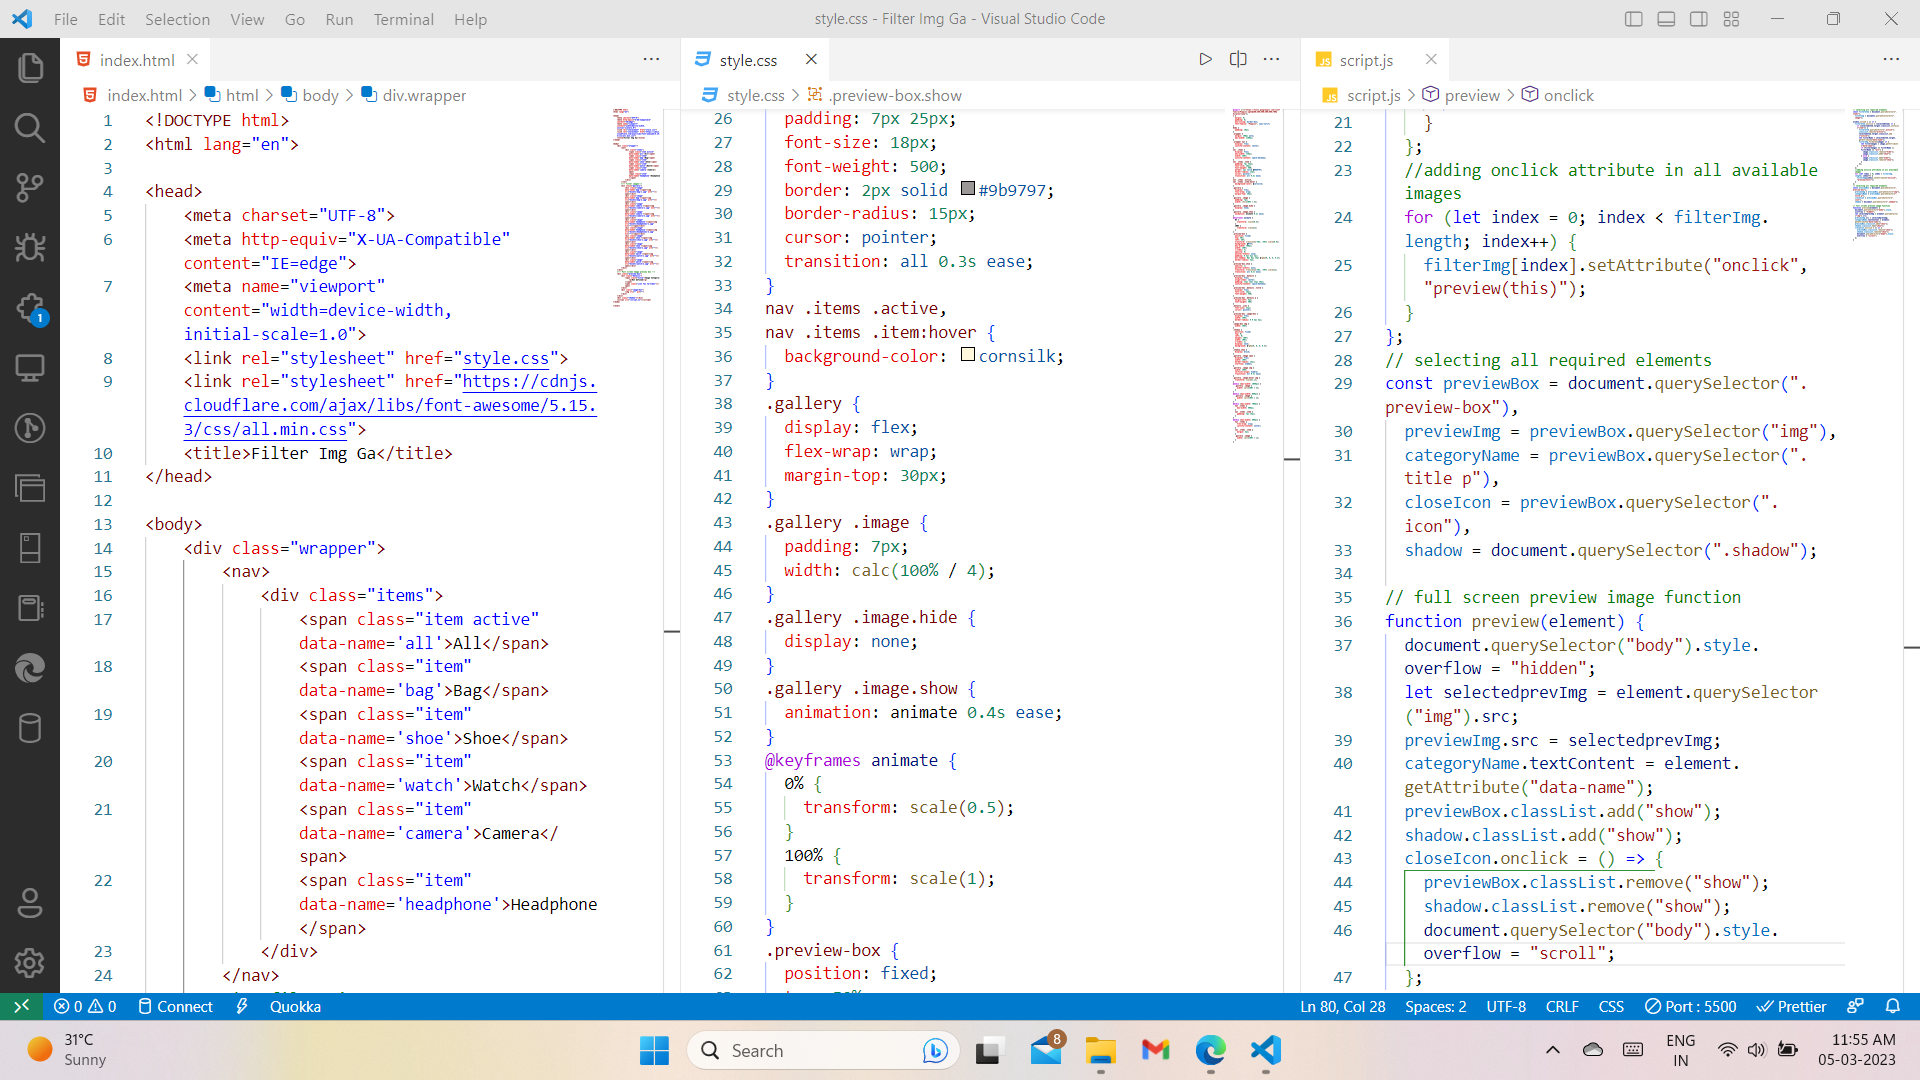 File Edit Selection View Go Run Terminal Help
style.css - Filter Img Ga - Visual Studio Code
index.html
index.html > html > body > div.wrapper
1 <!DOCTYPE html>
2 <html lang="en">
3
4 <head>
5 <meta charset="UTF-8">
6 <meta http-equiv="X-UA-Compatible"
content="IE=edge">
7 <meta name="viewport"
content="width=device-width,
initial-scale=1.0">
8 <link rel="stylesheet" href="style.css">
9 <link rel="stylesheet" href="https://cdnjs.
cloudflare.com/ajax/libs/font-awesome/5.15.
3/css/all.min.css">
10 <title>Filter Img Ga</title>
11 </head>
12
13 <body>
14 <div class="wrapper">
15 <nav>
16 <div class="items">
17 <span class="item active"
data-name='all'>All</span>
18 <span class="item"
data-name='bag'>Bag</span>
19 <span class="item"
data-name='shoe'>Shoe</span>
20 <span class="item"
data-name='watch'>Watch</span>
21 <span class="item"
data-name='camera'>Camera</
span>
22 <span class="item"
data-name='headphone'>Headphone
</span>
23 </div>
24 </nav>
style.css
style.css > .preview-box.show
26 padding: 7px 25px;
27 font-size: 18px;
28 font-weight: 500;
29 border: 2px solid #9b9797;
30 border-radius: 15px;
31 cursor: pointer;
32 transition: all 0.3s ease;
33 }
34 nav .items .active,
35 nav .items .item:hover {
36 background-color: cornsilk;
37 }
38 .gallery {
39 display: flex;
40 flex-wrap: wrap;
41 margin-top: 30px;
42 }
43 .gallery .image {
44 padding: 7px;
45 width: calc(100% / 4);
46 }
47 .gallery .image.hide {
48 display: none;
49 }
50 .gallery .image.show {
51 animation: animate 0.4s ease;
52 }
53 @keyframes animate {
54 0% {
55 transform: scale(0.5);
56 }
57 100% {
58 transform: scale(1);
59 }
60 }
61 .preview-box {
62 position: fixed;
script.js
script.js > preview > onclick
21 }
22 };
23 //adding onclick attribute in all available
images
24 for (let index = 0; index < filterImg.
length; index++) {
25 filterImg[index].setAttribute("onclick",
"preview(this)");
26 }
27 };
28 // selecting all required elements
29 const previewBox = document.querySelector(".
preview-box"),
30 previewImg = previewBox.querySelector("img"),
31 categoryName = previewBox.querySelector(".
title p"),
32 closeIcon = previewBox.querySelector(".
icon"),
33 shadow = document.querySelector(".shadow");
34
35 // full screen preview image function
36 function preview(element) {
37 document.querySelector("body").style.
overflow = "hidden";
38 let selectedprevImg = element.querySelector
("img").src;
39 previewImg.src = selectedprevImg;
40 categoryName.textContent = element.
getAttribute("data-name");
41 previewBox.classList.add("show");
42 shadow.classList.add("show");
43 closeIcon.onclick = () => {
44 previewBox.classList.remove("show");
45 shadow.classList.remove("show");
46 document.querySelector("body").style.
overflow = "scroll";
47 };
1
0 0 Connect Quokka
Ln 80, Col 28 Spaces: 2 UTF-8 CRLF CSS Port : 5500 Prettier
31°C
Sunny
Search
8
ENG
IN
11:55 AM
05-03-2023